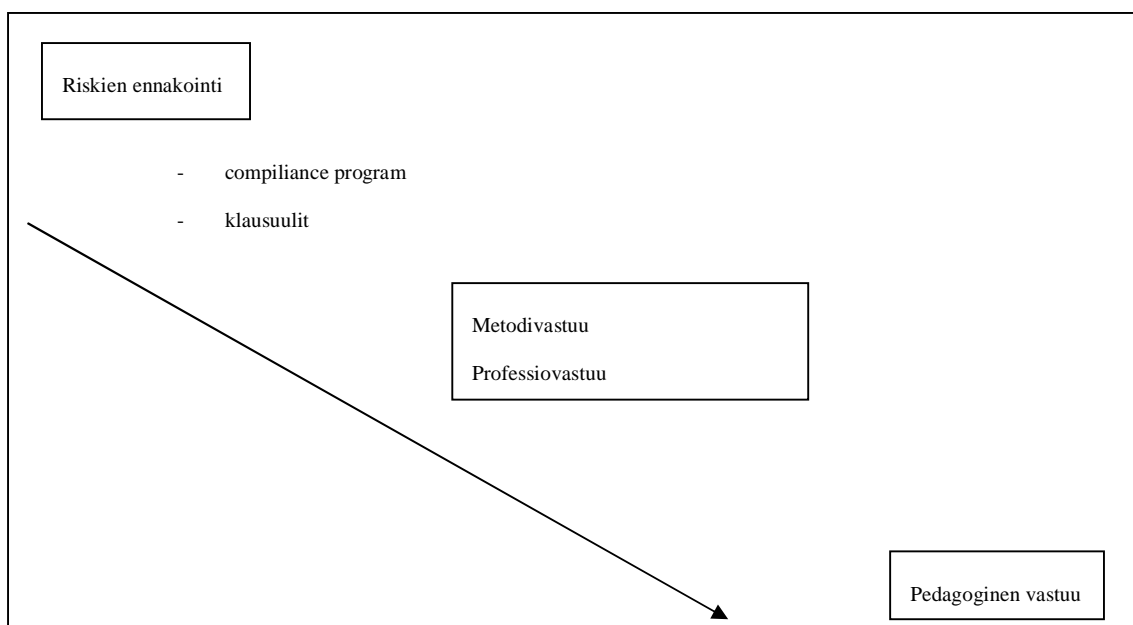 Riskien ennakointi
- compiliance program
- klausuulit
Metodivastuu
Professiovastuu
Pedagoginen vastuu